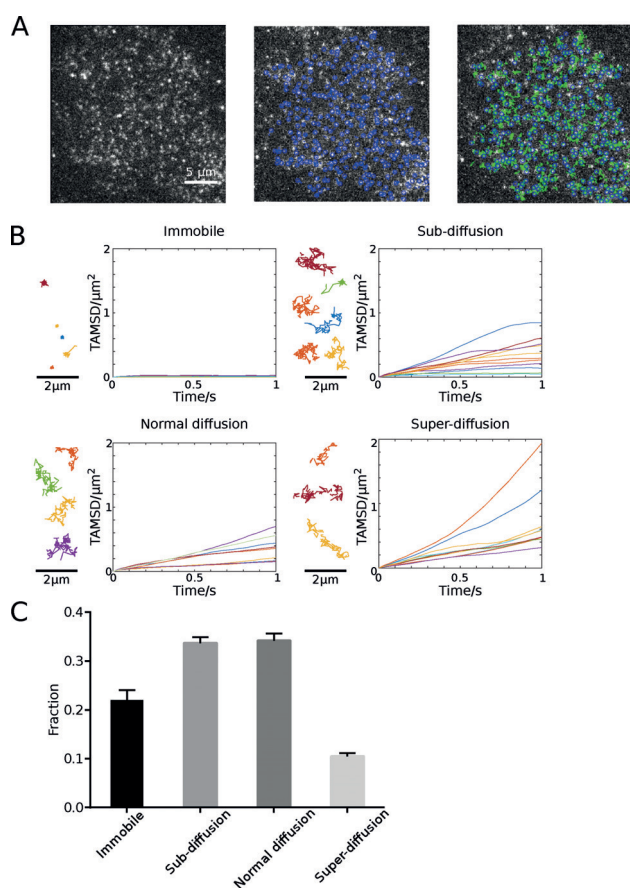 A
5 µm
B
Immobile
TAMSD/µm²
2
1
0
0 0.5 1
Time/s
2µm
Sub-diffusion
TAMSD/µm²
2
1
0
0 0.5 1
Time/s
2µm
Normal diffusion
TAMSD/µm²
2
1
0
0 0.5 1
Time/s
2µm
Super-diffusion
TAMSD/µm²
2
1
0
0 0.5 1
Time/s
2µm
C
Fraction
0.4
0.3
0.2
0.1
0.0
Immobile
Sub-diffusion
Normal diffusion
Super-diffusion